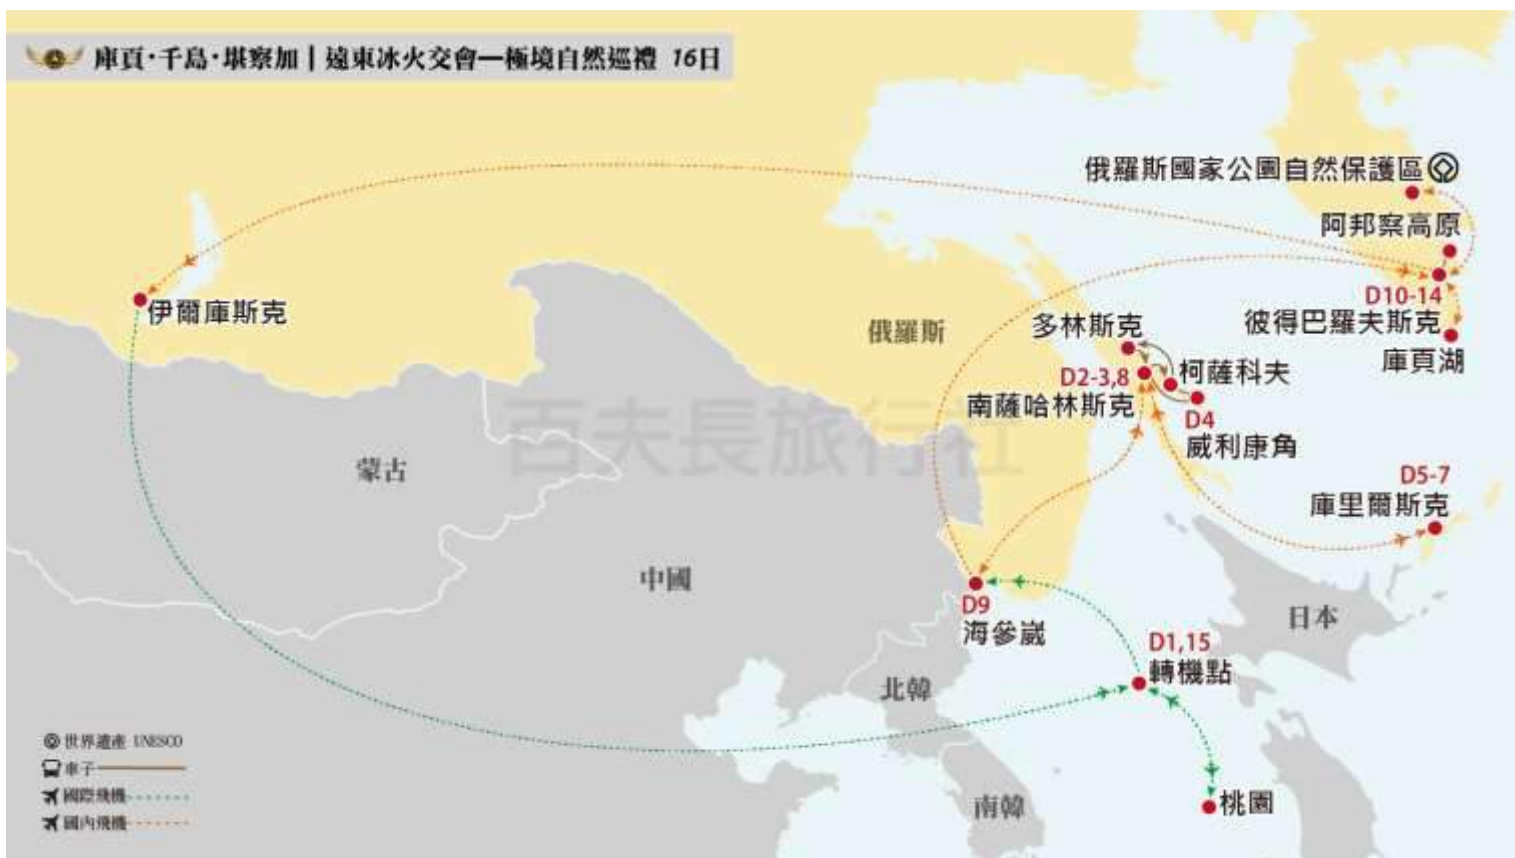 庫頁·千島·堪察加 | 遠東冰火交會—極境自然巡禮 16日
俄羅斯國家公園自然保護區
阿邦察高原
D10-14
彼得巴羅夫斯克
庫頁湖
伊爾庫斯克
俄羅斯
多林斯克
柯薩科夫
D2-3,8
南薩哈林斯克
D4
威利康角
百夫長旅行社
蒙古
D5-7
庫里爾斯克
中國
D9
海參崴
日本
D1,15
轉機點
北韓
桃園
南韓
世界遺產 UNESCO
車子
國際飛機
國內飛機